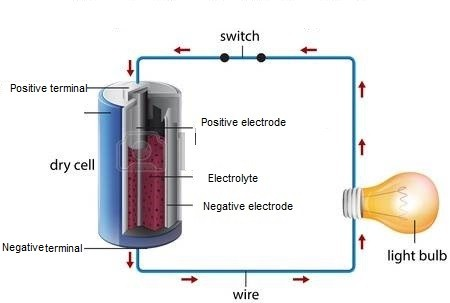 switch
Positive terminal
Positive electrode
dry cell
Electrolyte
Negative electrode
Negative terminal
light bulb
wire